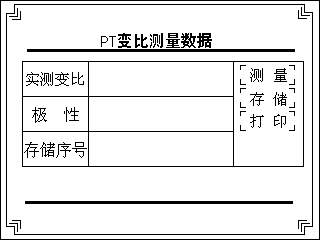 PT变比测量数据
实测变比
测 量
极 性
存 储
打 印
存储序号